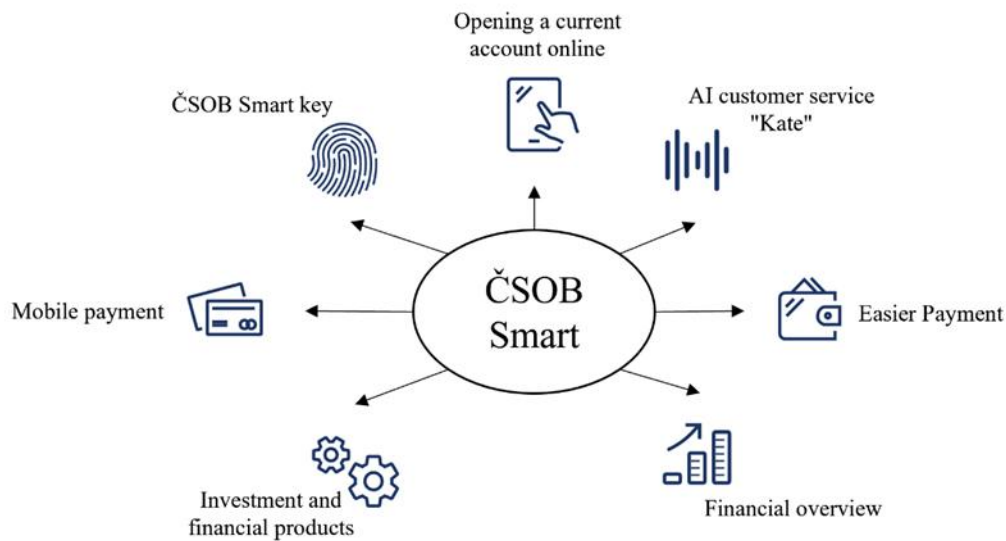 Opening a current
account online
ČSOB Smart key
AI customer service
"Kate"
ČSOB
Smart
Mobile payment
Easier Payment
Investment and
financial products
Financial overview